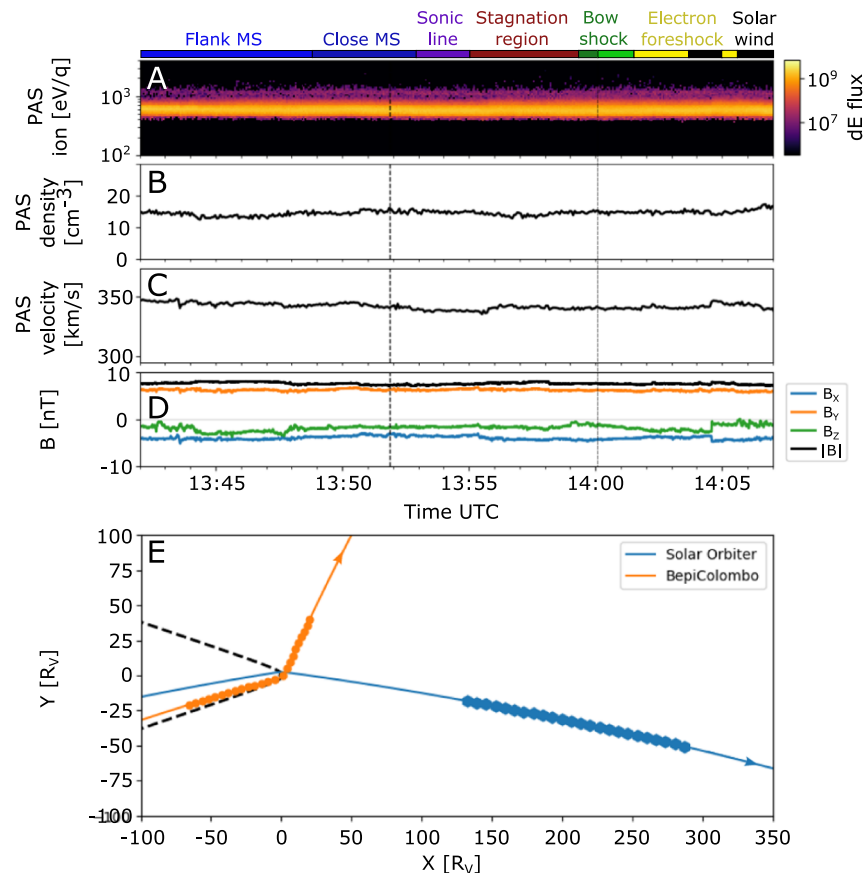 Sonic Stagnation Bow Electron Solar
Flank MS Close MS line region shock foreshock wind
A
PAS
ion [eV/q]
10³
10²
10⁹
10⁷
dE flux
B
PAS
density
[cm⁻³]
20
10
0
C
PAS
velocity
[km/s]
350
300
D
B [nT]
10
0
-10
Bₓ
Bᵧ
B_Z
|B|
13:45 13:50 13:55 14:00 14:05
Time UTC
E
Solar Orbiter
BepiColombo
Y [Rᵥ]
100
75
50
25
0
-25
-50
-75
-100
-100 -50 0 50 100 150 200 250 300 350
X [Rᵥ]